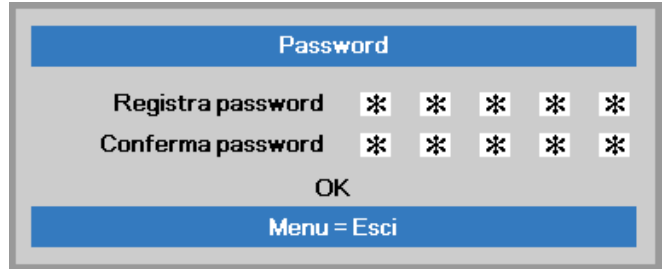 Password
Registra password * * * * *
Conferma password * * * * *
OK
Menu = Esci